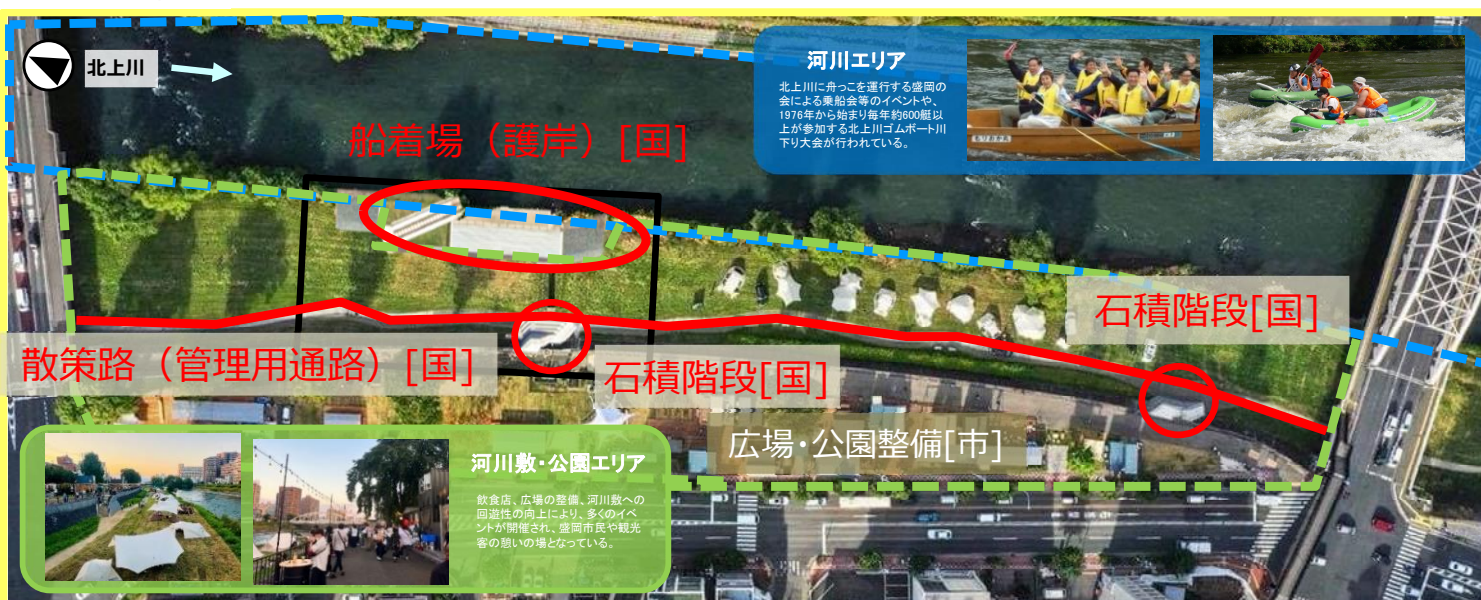 北上川
河川エリア
北上川に舟っこを運行する盛岡の
会による乗船会等のイベントや、
1976年から始まり毎年約600艇以
上が参加する北上川ゴムボート川
下り大会が行われている。
船着場（護岸）[国]
石積階段[国]
散策路（管理用通路）[国]
石積階段[国]
広場・公園整備[市]
河川敷・公園エリア
飲食店、広場の整備、河川敷への
回遊性の向上により、多くのイベ
ントが開催され、盛岡市民や観光
客の憩いの場となっている。